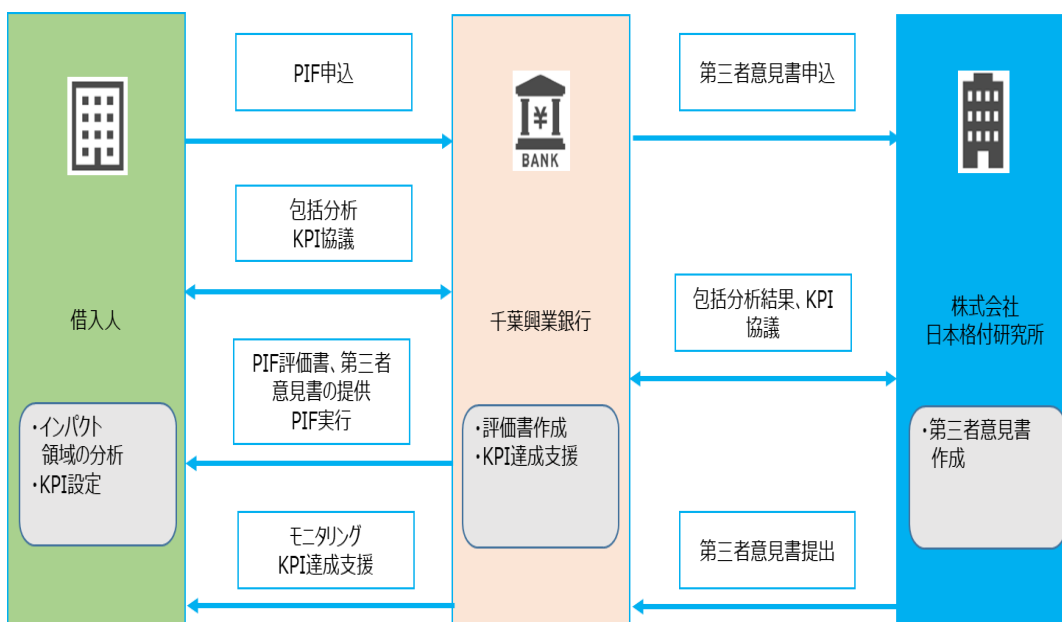 PIF申込
第三者意見書申込
BANK
包括分析
KPI協議
借入人
千葉興業銀行
包括分析結果、KPI
協議
株式会社
日本格付研究所
PIF評価書、第三者
意見書の提供
PIF実行
・インパクト
領域の分析
・KPI設定
・評価書作成
・KPI達成支援
・第三者意見書
作成
モニタリング
KPI達成支援
第三者意見書提出